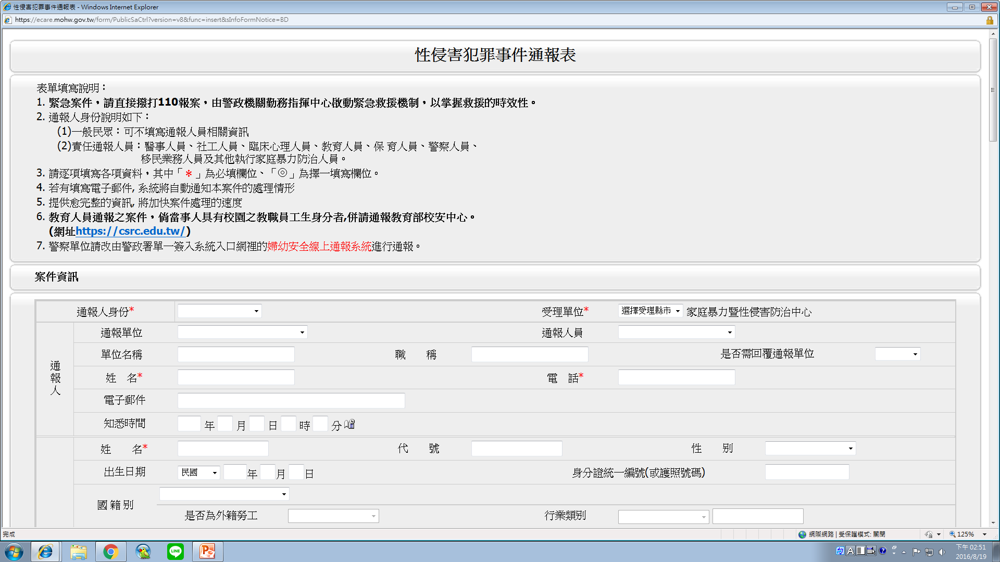 性侵害犯罪事件通報表 - Windows Internet Explorer
https://ecare.mohw.gov.tw/form/PublicSaCtrl?version=v8&func=insert&sInfoFormNotice=BD
性侵害犯罪事件通報表
表單填寫說明：
1. 緊急案件，請直接撥打110報案，由警政機關勤務指揮中心啟動緊急救援機制，以掌握救援的時效性。
2. 通報人身份說明如下：
(1)一般民眾：可不填寫通報人員相關資訊
(2)責任通報人員：醫事人員、社工人員、臨床心理人員、教育人員、保 育人員、警察人員、
移民業務人員及其他執行家庭暴力防治人員。
3. 請逐項填寫各項資料，其中「＊」為必填欄位、「◎」為擇一填寫欄位。
4. 若有填寫電子郵件, 系統將自動通知本案件的處理情形
5. 提供愈完整的資訊, 將加快案件處理的速度
6. 教育人員通報之案件，倘當事人具有校園之教職員工生身分者,併請通報教育部校安中心。
(網址https://csrc.edu.tw/)
7. 警察單位請改由警政署單一簽入系統入口網裡的婦幼安全線上通報系統進行通報。
案件資訊
通報人身份* 受理單位* 選擇受理縣市 家庭暴力暨性侵害防治中心
通報人
通報單位 通報人員
單位名稱 職 稱 是否需回覆通報單位
姓 名* 電 話*
電子郵件
知悉時間 年 月 日 時 分
姓 名* 代 號 性 別
出生日期 民國 年 月 日 身分證統一編號(或護照號碼)
國 籍 別
是否為外籍勞工 行業類別
完成 網際網路 | 受保護模式: 關閉 125%
LINE
下午 02:51
2016/8/19